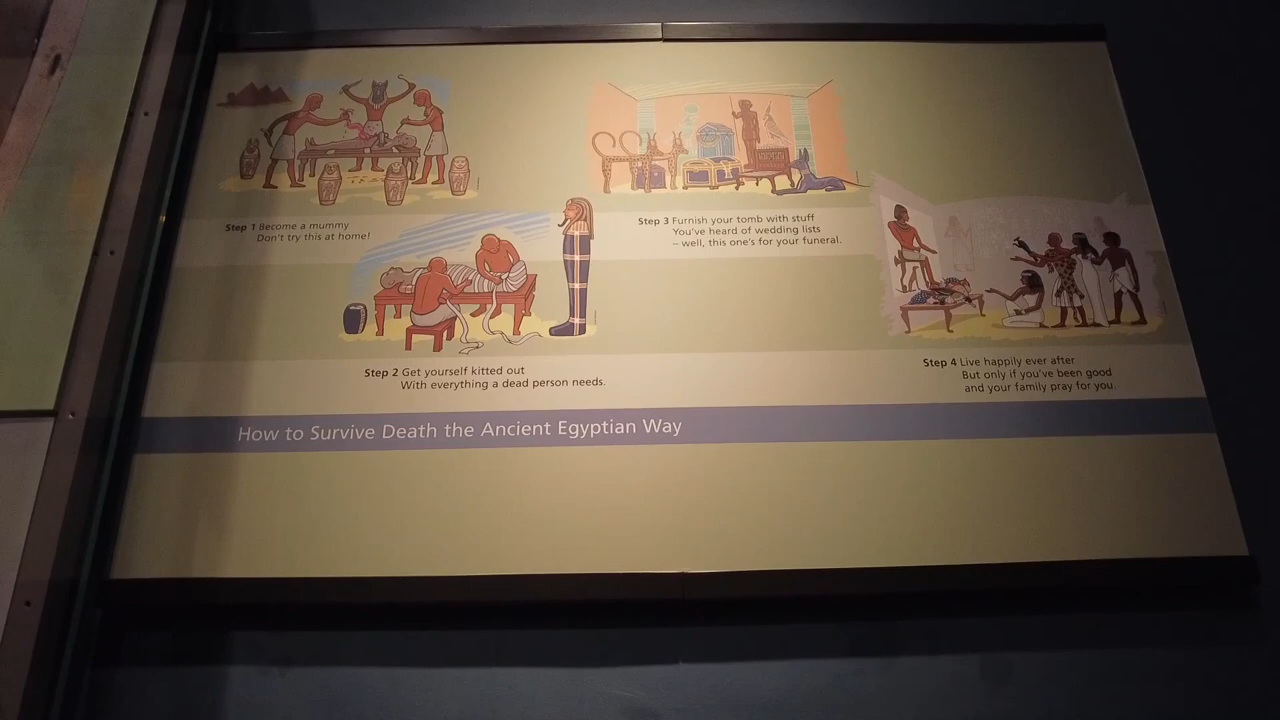 Step 1 Become a mummy
Don't try this at home!
Step 2 Get yourself kitted out
With everything a dead person needs.
Step 3 Furnish your tomb with stuff
You've heard of wedding lists
– well, this one's for your funeral.
Step 4 Live happily ever after
But only if you've been good
and your family pray for you.
How to Survive Death the Ancient Egyptian Way